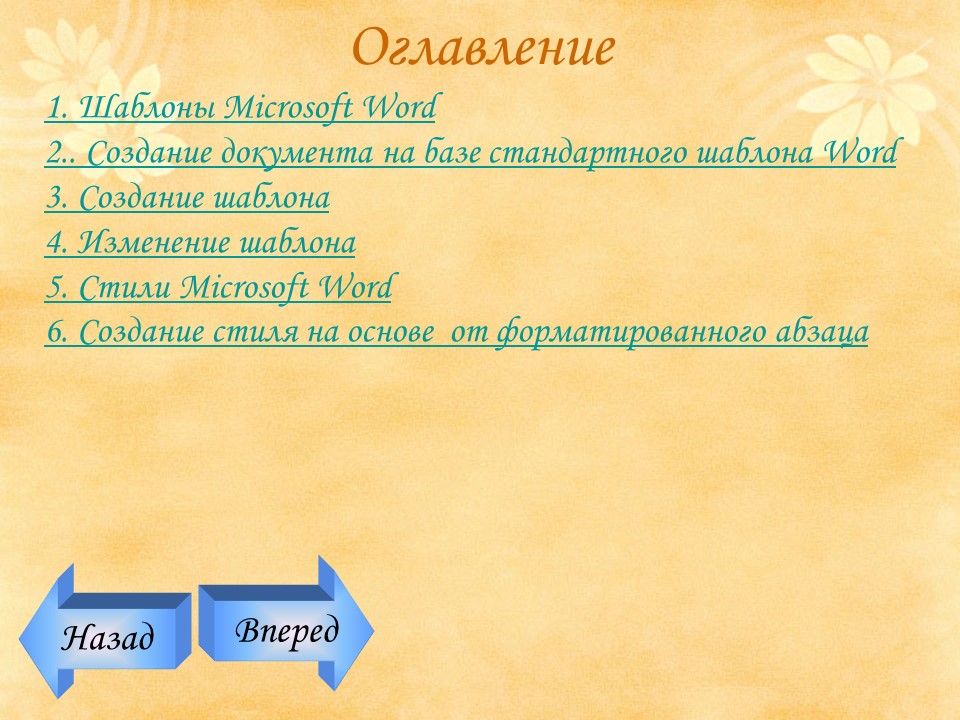 Оглавление
1. Шаблоны Microsoft Word
2.. Создание документа на базе стандартного шаблона Word
3. Создание шаблона
4. Изменение шаблона
5. Стили Microsoft Word
6. Создание стиля на основе  от форматированного абзаца
Назад
Вперед